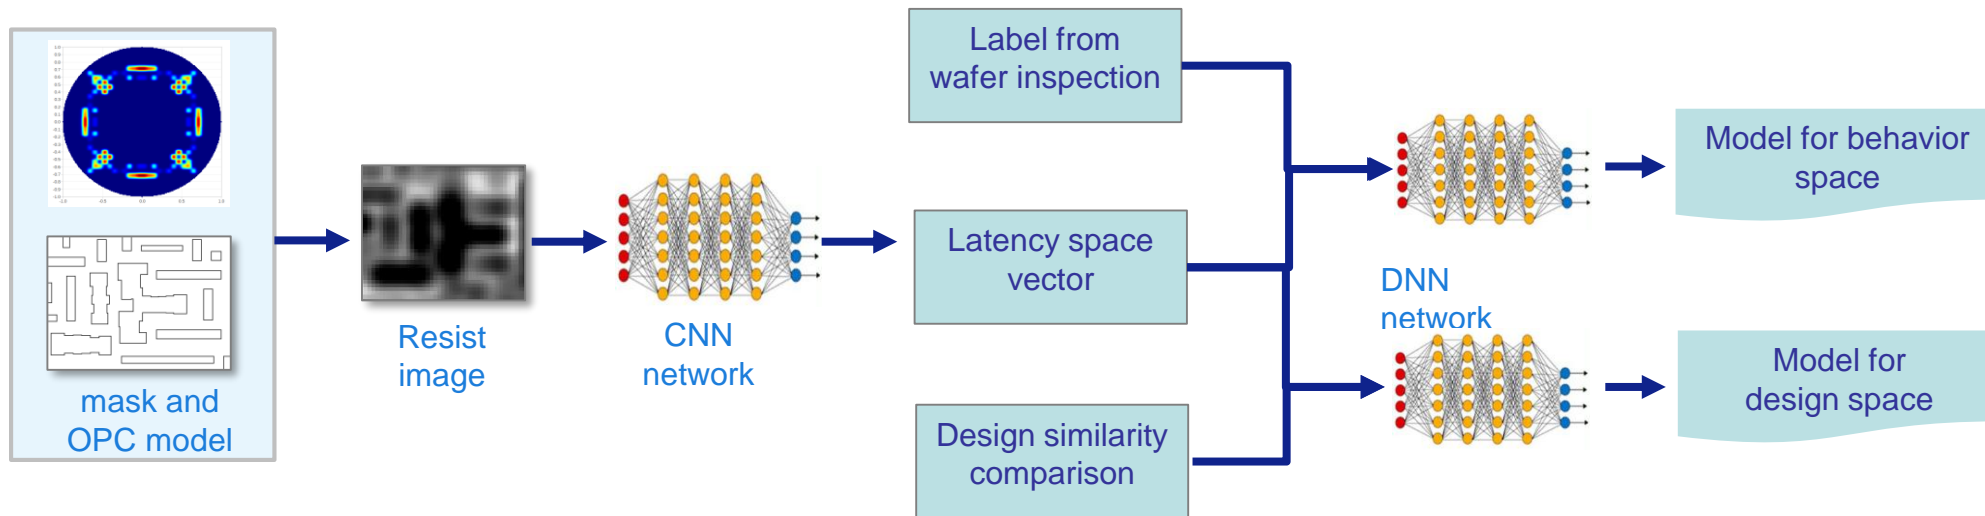 mask and
OPC model
Resist
image
CNN
network
Label from
wafer inspection
Latency space
vector
Design similarity
comparison
DNN
network
Model for behavior
space
Model for
design space